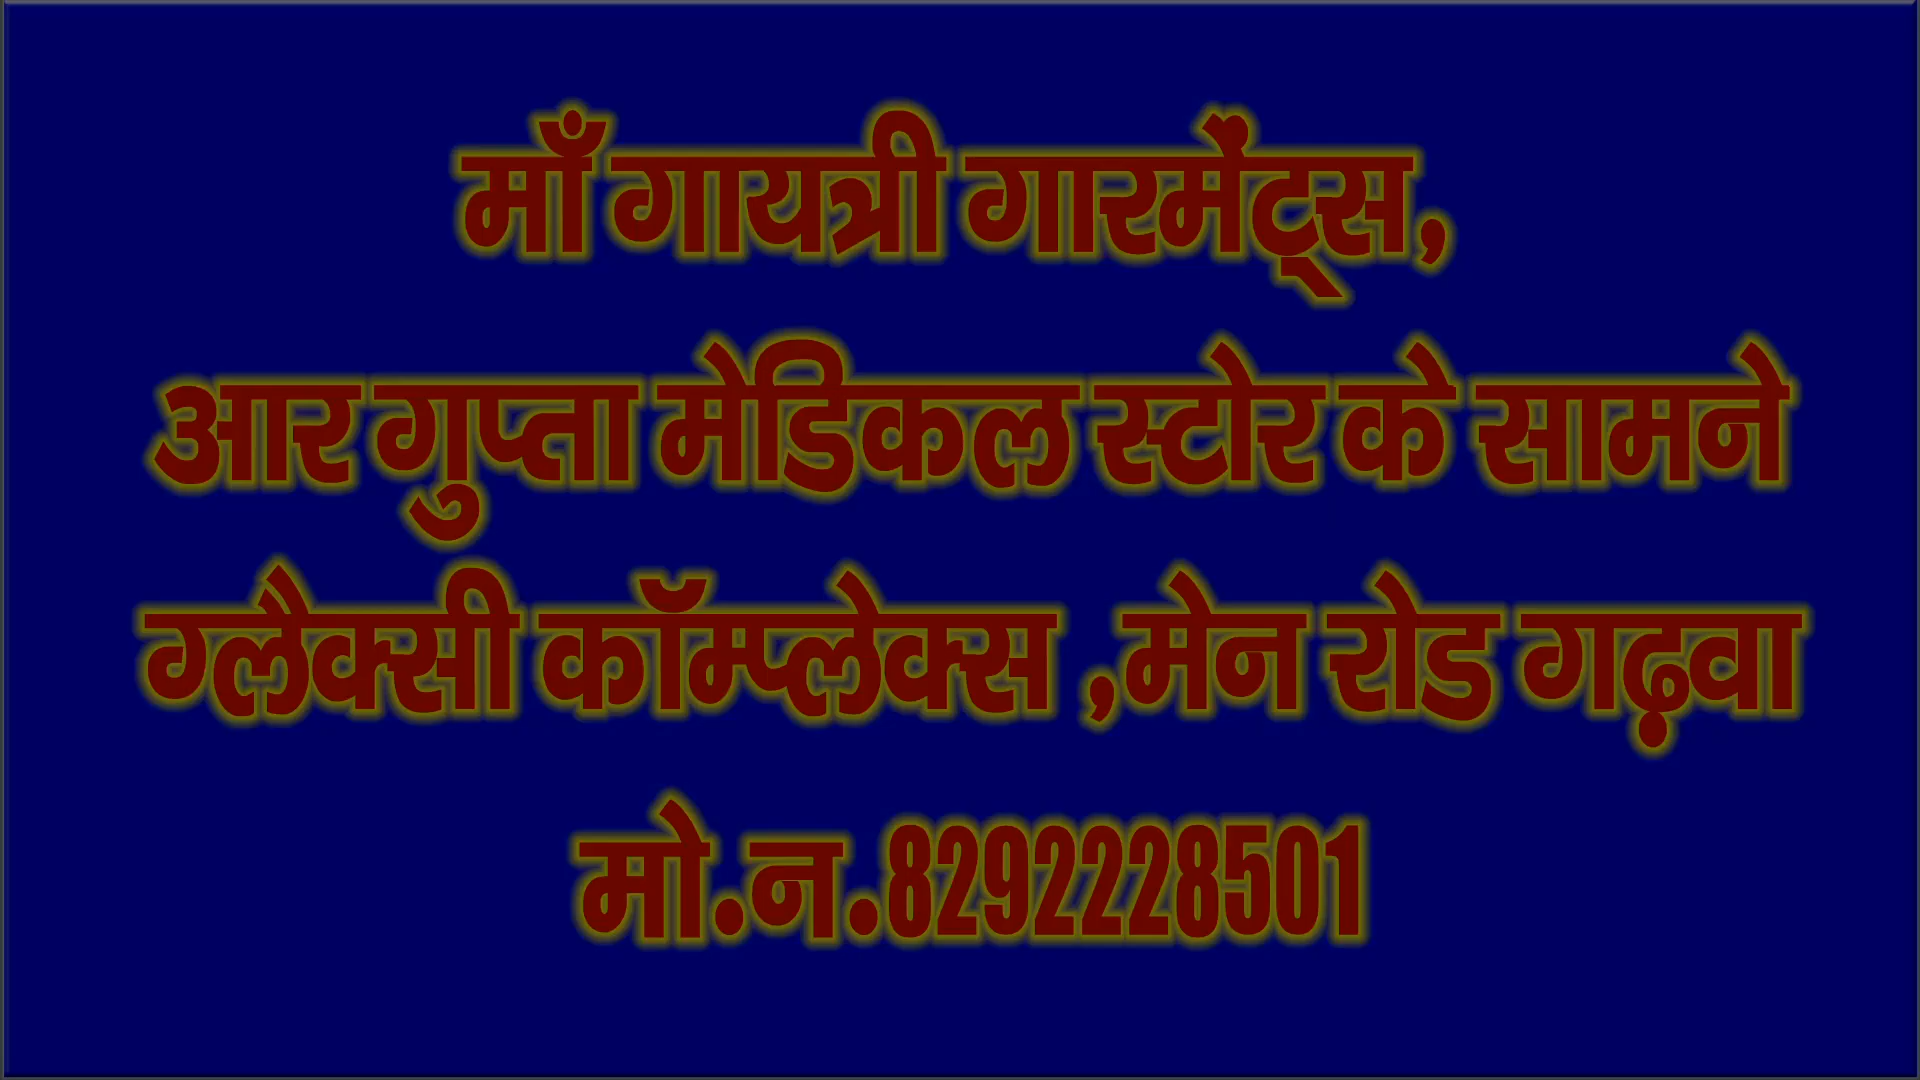 माँ गायत्री गारमेंट्स,
आर गुप्ता मेडिकल स्टोर के सामने
ग्लैक्सी कॉम्प्लेक्स ,मेन रोड गढ़वा
मो.न.8292228501